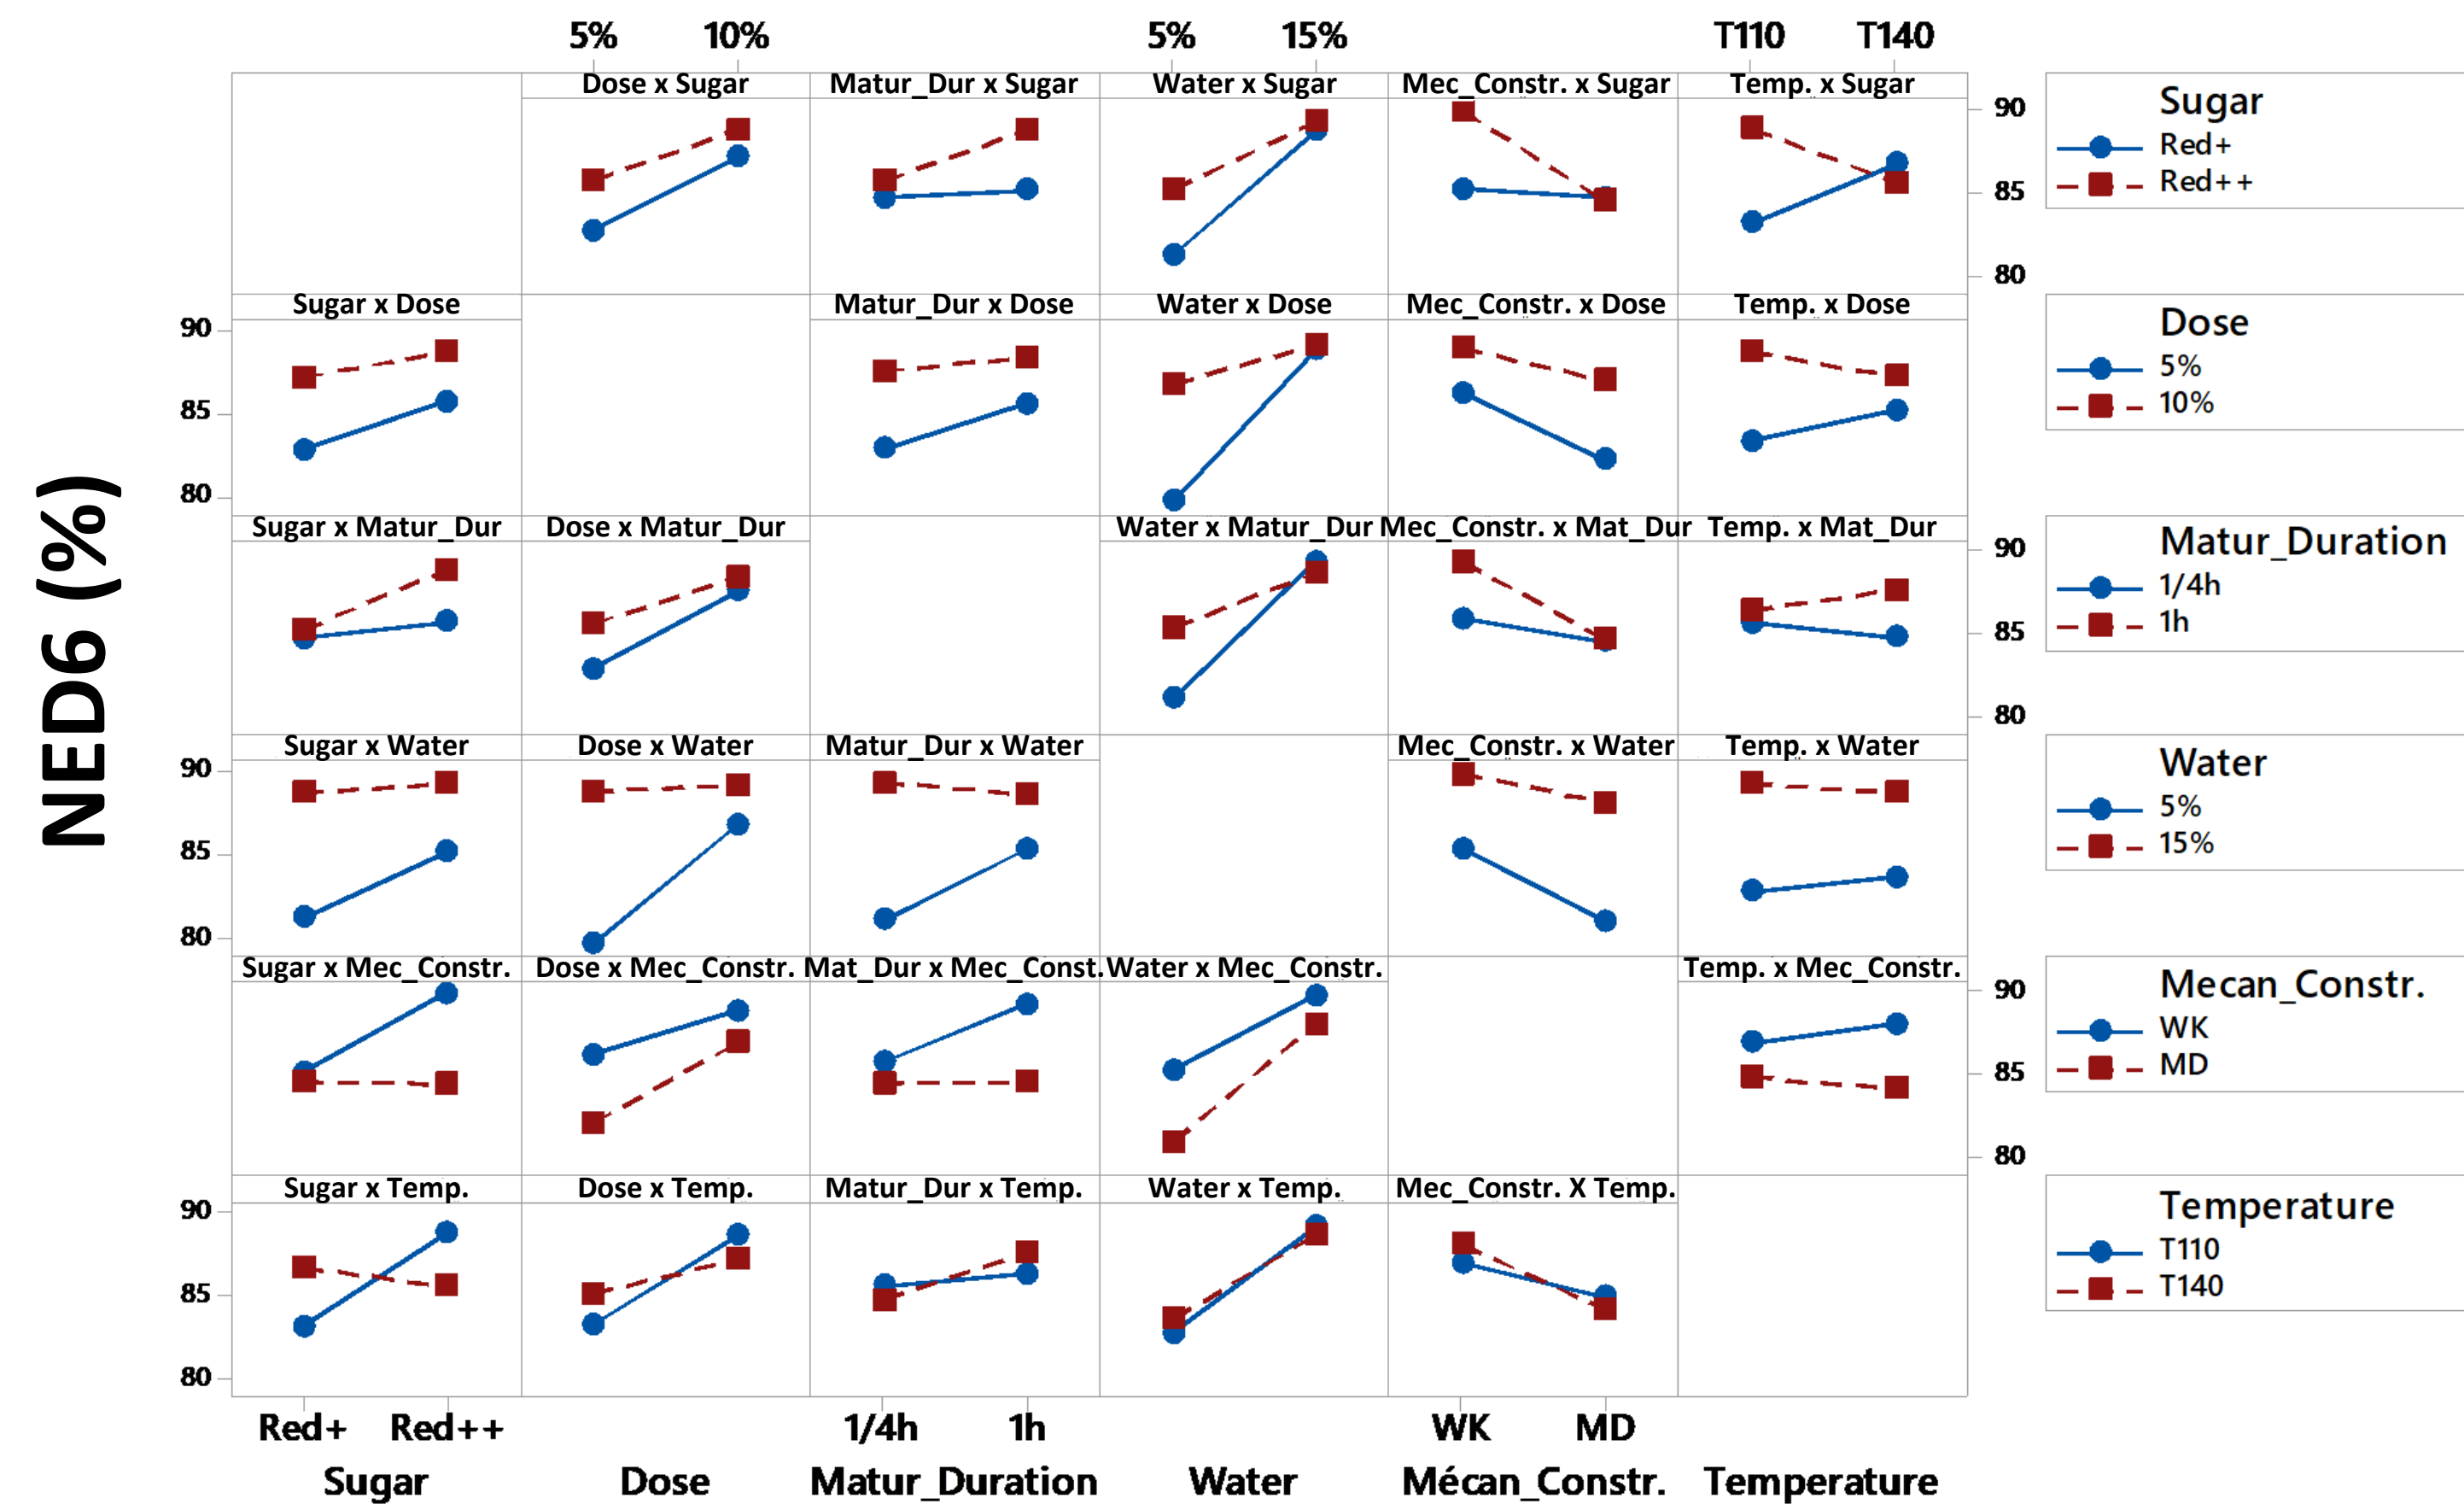 5% 10% 5% 15% T110 T140
Dose x Sugar Matur_Dur x Sugar Water x Sugar Mec_Constr. x Sugar Temp. x Sugar
90
85
80
Sugar
Red+
Red++
Sugar x Dose Matur_Dur x Dose Water x Dose Mec_Constr. x Dose Temp. x Dose
90
85
80
Dose
5%
10%
NED6 (%)
Sugar x Matur_Dur Dose x Matur_Dur Water x Matur_Dur Mec_Constr. x Mat_Dur Temp. x Mat_Dur
90
85
80
Matur_Duration
1/4h
1h
Sugar x Water Dose x Water Matur_Dur x Water Mec_Constr. x Water Temp. x Water
90
85
80
Water
5%
15%
Sugar x Mec_Constr. Dose x Mec_Constr. Mat_Dur x Mec_Const. Water x Mec_Constr. Temp. x Mec_Constr.
90
85
80
Mecan_Constr.
WK
MD
Sugar x Temp. Dose x Temp. Matur_Dur x Temp. Water x Temp. Mec_Constr. X Temp.
90
85
80
Temperature
T110
T140
Red+ Red++ 1/4h 1h WK MD
Sugar Dose Matur_Duration Water Mécan_Constr. Temperature